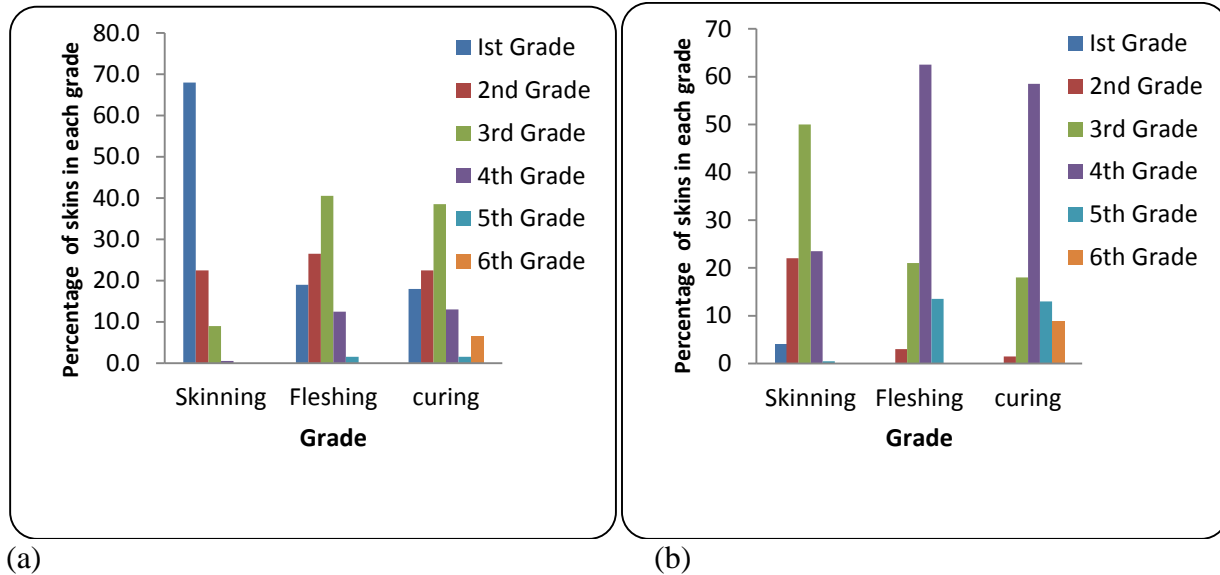 80.0
70.0
60.0
50.0
40.0
30.0
20.0
10.0
0.0
Percentage of skins in each grade
Skinning Fleshing curing
Grade
Ist Grade
2nd Grade
3rd Grade
4th Grade
5th Grade
6th Grade
(a)
70
60
50
40
30
20
10
0
Percentage of skins in each grade
Skinning Fleshing curing
Grade
Ist Grade
2nd Grade
3rd Grade
4th Grade
5th Grade
6th Grade
(b)